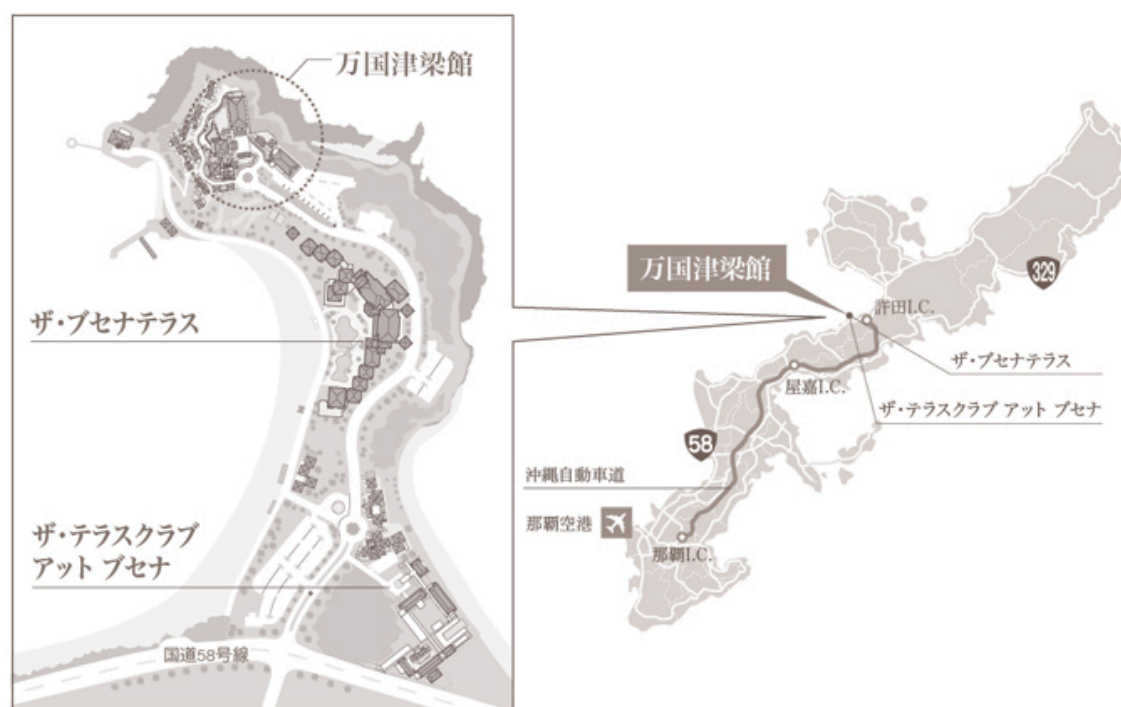 万国津梁館
ザ・ブセナテラス
ザ・テラスクラブ
アット ブセナ
国道58号線
万国津梁館
329
許田I.C.
ザ・ブセナテラス
屋嘉I.C.
ザ・テラスクラブ アット ブセナ
58
沖縄自動車道
那覇空港
那覇I.C.